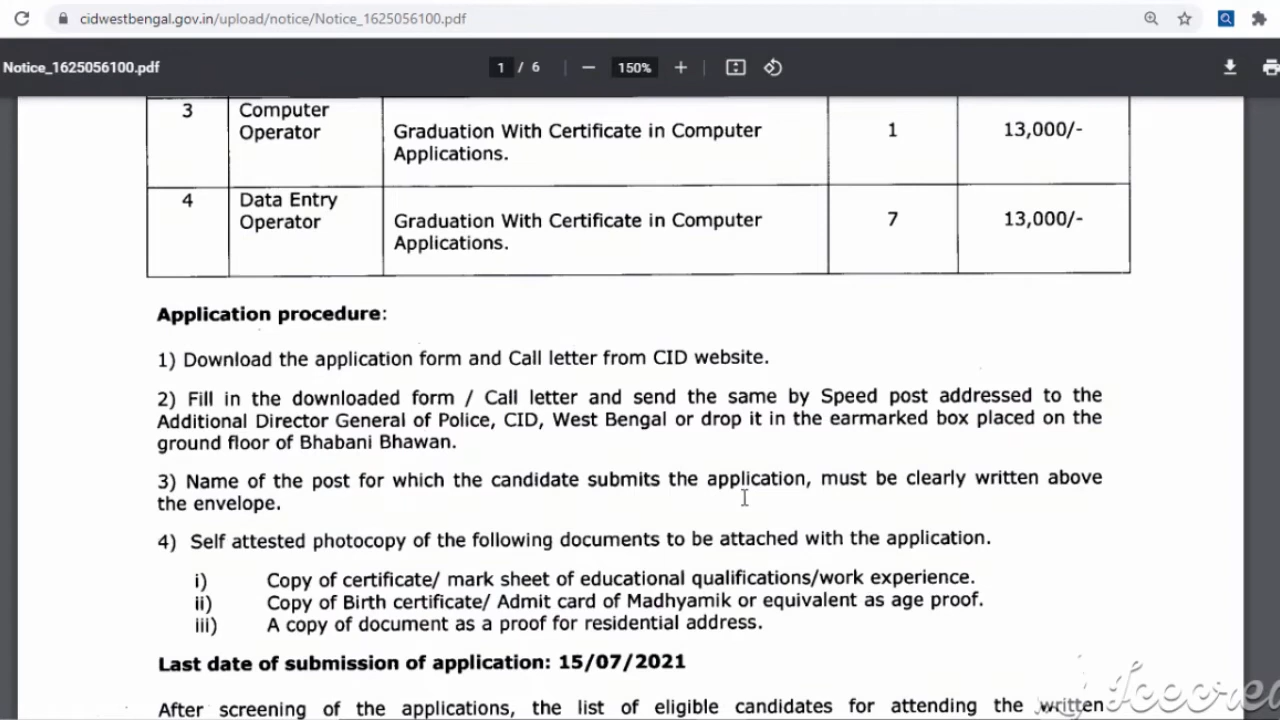 cidwestbengal.gov.in/upload/notice/Notice_1625056100.pdf
Notice_1625056100.pdf
1 / 6
150%
3
Computer
Operator
Graduation With Certificate in Computer
Applications.
1
13,000/-
4
Data Entry
Operator
Graduation With Certificate in Computer
Applications.
7
13,000/-
Application procedure:
1) Download the application form and Call letter from CID website.
2) Fill in the downloaded form / Call letter and send the same by Speed post addressed to the
Additional Director General of Police, CID, West Bengal or drop it in the earmarked box placed on the
ground floor of Bhabani Bhawan.
3) Name of the post for which the candidate submits the application, must be clearly written above
the envelope.
4) Self attested photocopy of the following documents to be attached with the application.
i) Copy of certificate/ mark sheet of educational qualifications/work experience.
ii) Copy of Birth certificate/ Admit card of Madhyamik or equivalent as age proof.
iii) A copy of document as a proof for residential address.
Last date of submission of application: 15/07/2021
After screening of the applications, the list of eligible candidates for attending the written